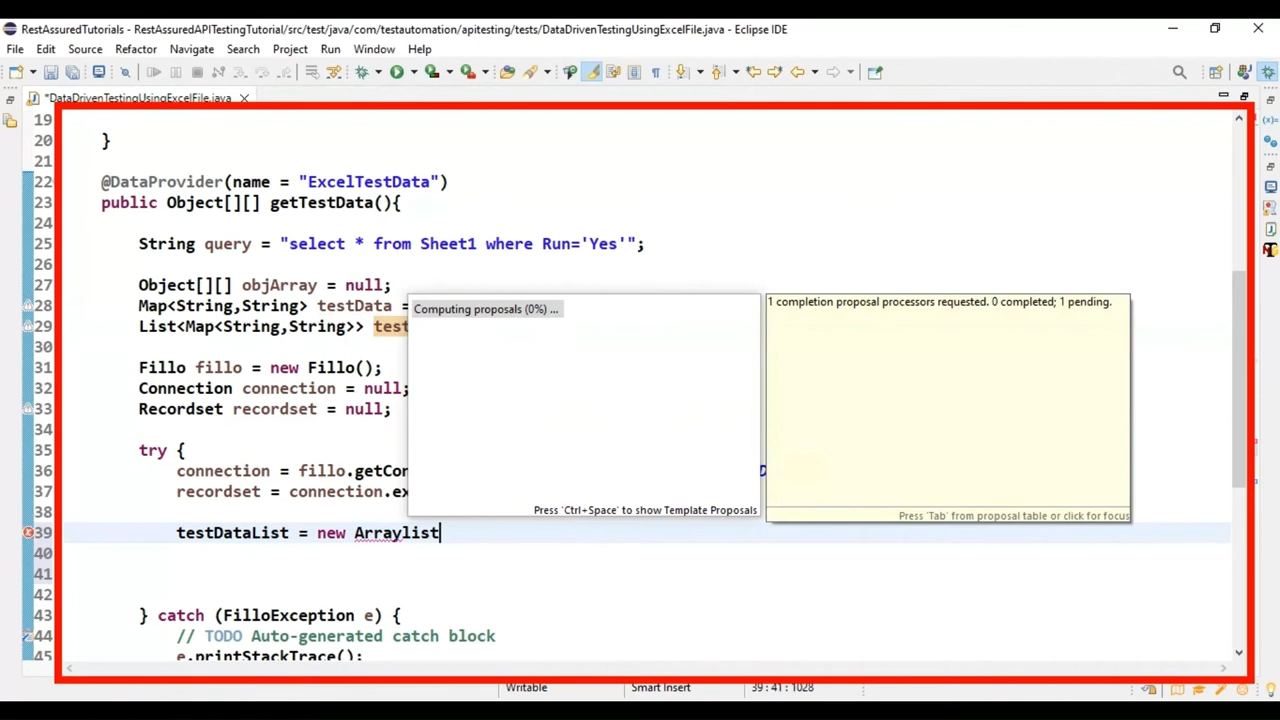 RestAssuredTutorials - RestAssuredAPITestingTutorial/src/test/java/com/testautomation/apitesting/tests/DataDrivenTestingUsingExcelFile.java - Eclipse IDE
File Edit Source Refactor Navigate Search Project Run Window Help
*DataDrivenTestingUsingExcelFile.java
19
20 }
21
22 @DataProvider(name = "ExcelTestData")
23 public Object[][] getTestData(){
24
25 String query = "select * from Sheet1 where Run='Yes'";
26
27 Object[][] objArray = null;
28 Map<String,String> testData =
29 List<Map<String,String>> test
30
31 Fillo fillo = new Fillo();
32 Connection connection = null;
33 Recordset recordset = null;
34
35 try {
36 connection = fillo.getCon
37 recordset = connection.ex
38
39 testDataList = new Arraylist
40
41
42
43 } catch (FilloException e) {
44 // TODO Auto-generated catch block
45 e.printStackTrace();
Computing proposals (0%) ...
Press 'Ctrl+Space' to show Template Proposals
1 completion proposal processors requested. 0 completed; 1 pending.
Press 'Tab' from proposal table or click for focus
Writable Smart Insert 39 : 41 : 1028